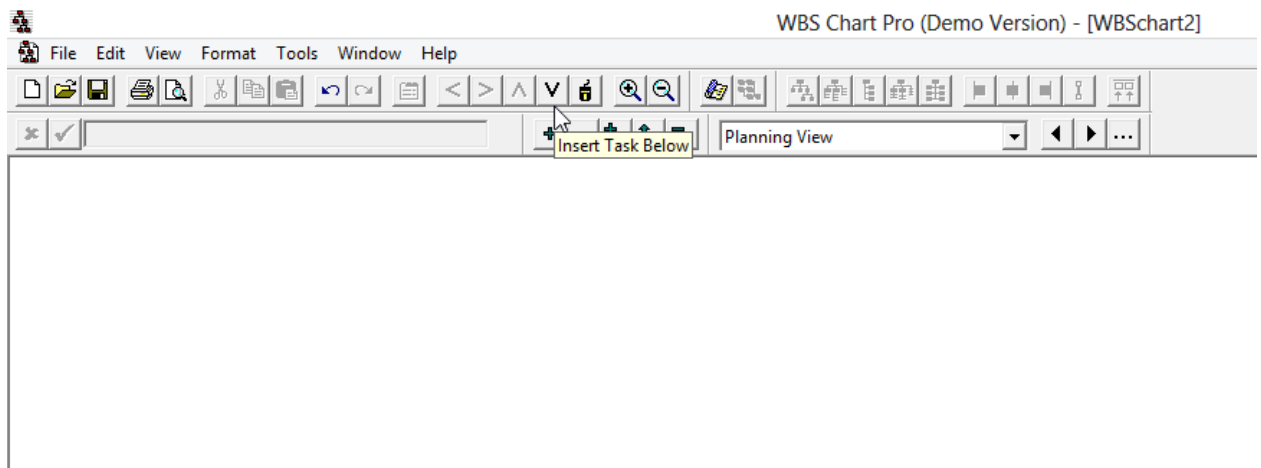 WBS Chart Pro (Demo Version) - [WBSchart2]
File Edit View Format Tools Window Help
Insert Task Below
Planning View